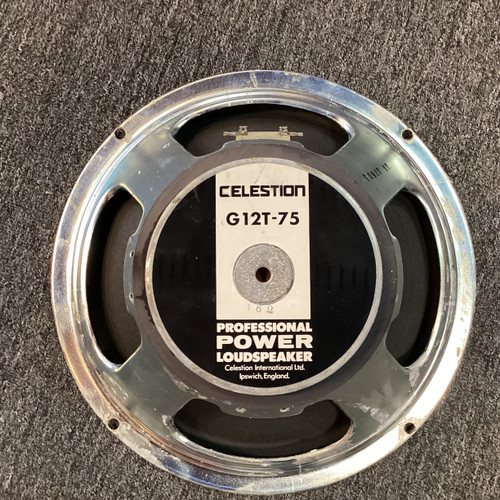 CELESTION
G12T-75
PROFESSIONAL
POWER
LOUDSPEAKER
Celestion International Ltd.
Ipswich, England.